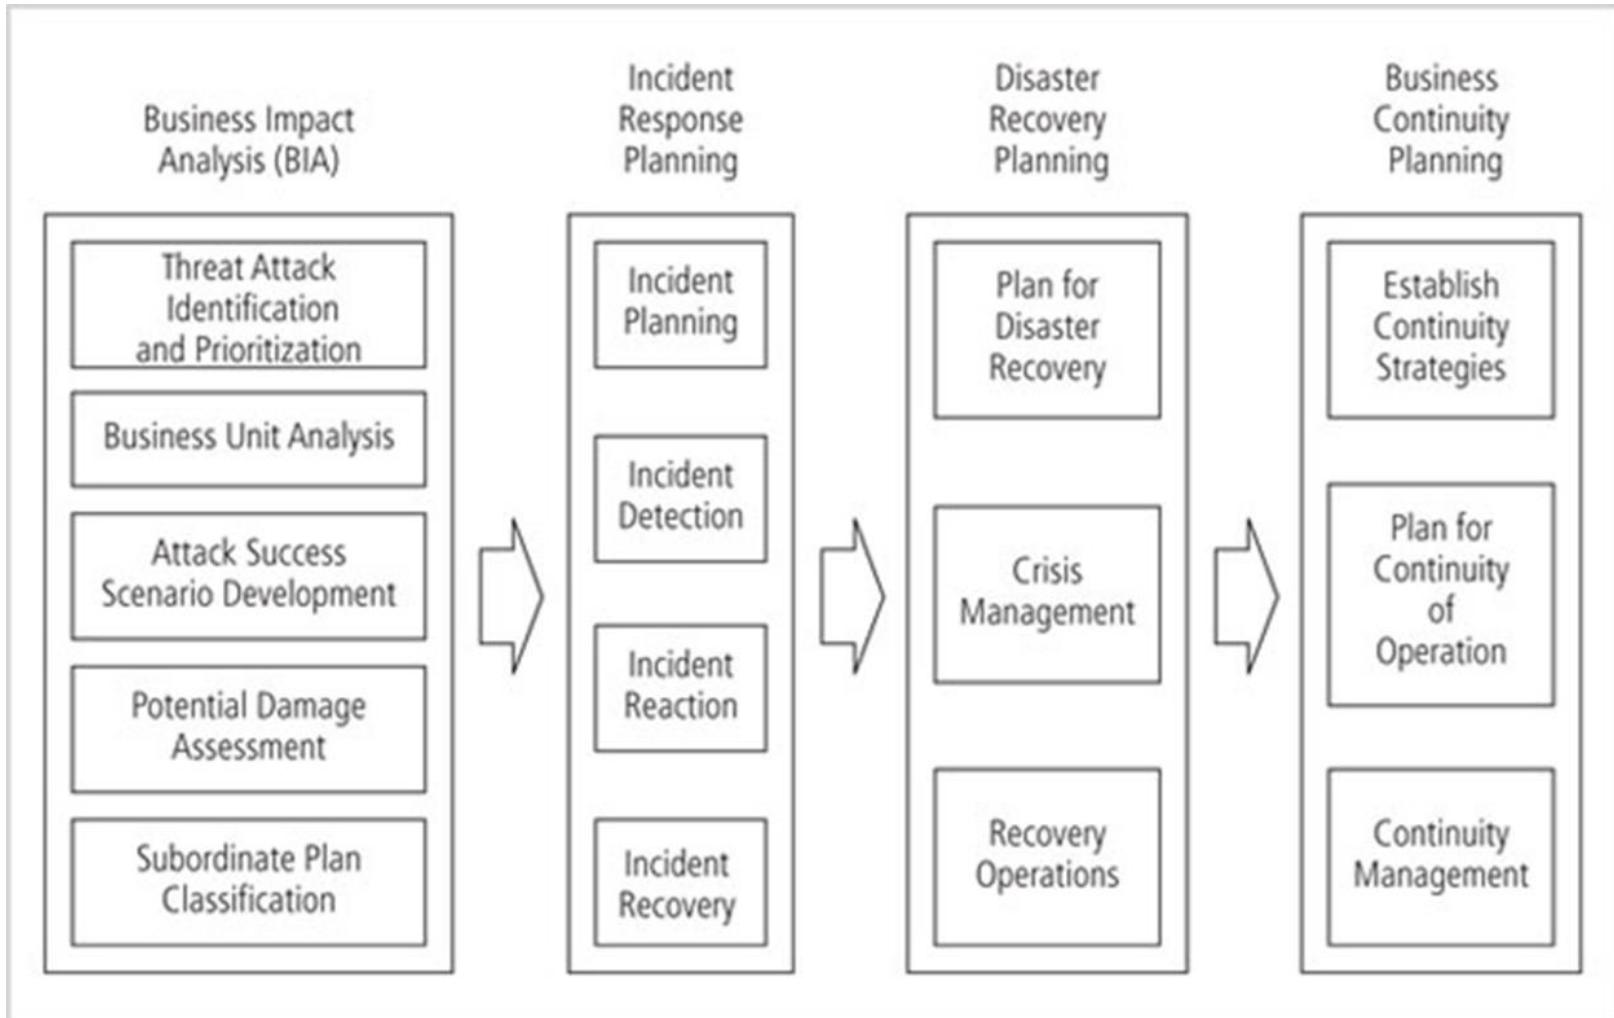 Business Impact
Analysis (BIA)
Threat Attack
Identification
and Prioritization
Business Unit Analysis
Attack Success
Scenario Development
Potential Damage
Assessment
Subordinate Plan
Classification
Incident
Response
Planning
Incident
Planning
Incident
Detection
Incident
Reaction
Incident
Recovery
Disaster
Recovery
Planning
Plan for
Disaster
Recovery
Crisis
Management
Recovery
Operations
Business
Continuity
Planning
Establish
Continuity
Strategies
Plan for
Continuity
of
Operation
Continuity
Management